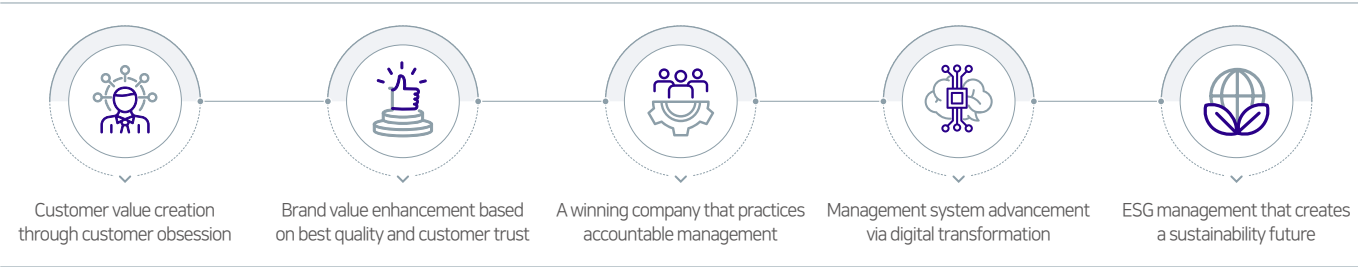 Customer value creation
through customer obsession
Brand value enhancement based
on best quality and customer trust
A winning company that practices
accountable management
Management system advancement
via digital transformation
ESG management that creates
a sustainability future